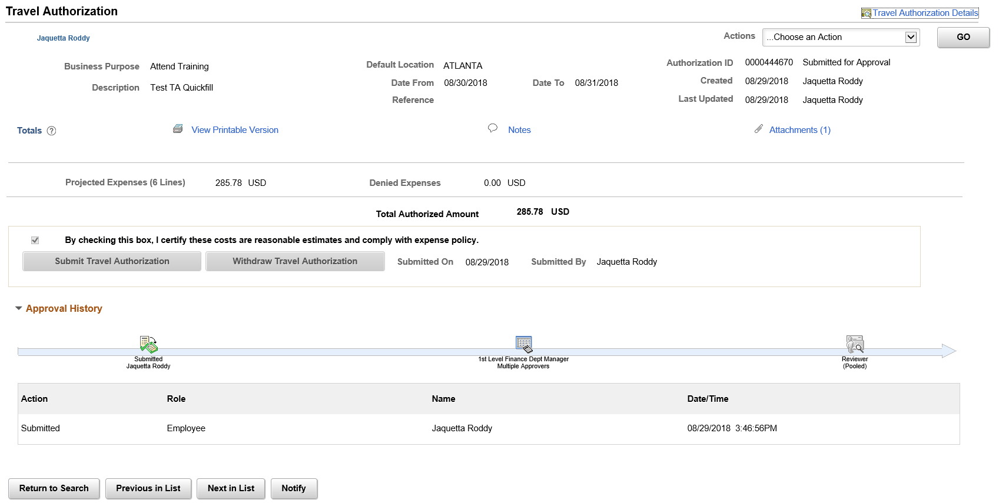 Travel Authorization
Travel Authorization Details
Jaquetta Roddy
Actions ...Choose an Action GO
Business Purpose Attend Training
Default Location ATLANTA
Authorization ID 0000444670 Submitted for Approval
Description Test TA Quickfill
Date From 08/30/2018 Date To 08/31/2018
Created 08/29/2018 Jaquetta Roddy
Reference
Last Updated 08/29/2018 Jaquetta Roddy
Totals ? View Printable Version Notes Attachments (1)
Projected Expenses (6 Lines) 285.78 USD Denied Expenses 0.00 USD
Total Authorized Amount 285.78 USD
By checking this box, I certify these costs are reasonable estimates and comply with expense policy.
Submit Travel Authorization Withdraw Travel Authorization Submitted On 08/29/2018 Submitted By Jaquetta Roddy
Approval History
Submitted
Jaquetta Roddy
1st Level Finance Dept Manager
Multiple Approvers
Reviewer
(Pooled)
Action Role Name Date/Time
Submitted Employee Jaquetta Roddy 08/29/2018 3:46:56PM
Return to Search Previous in List Next in List Notify